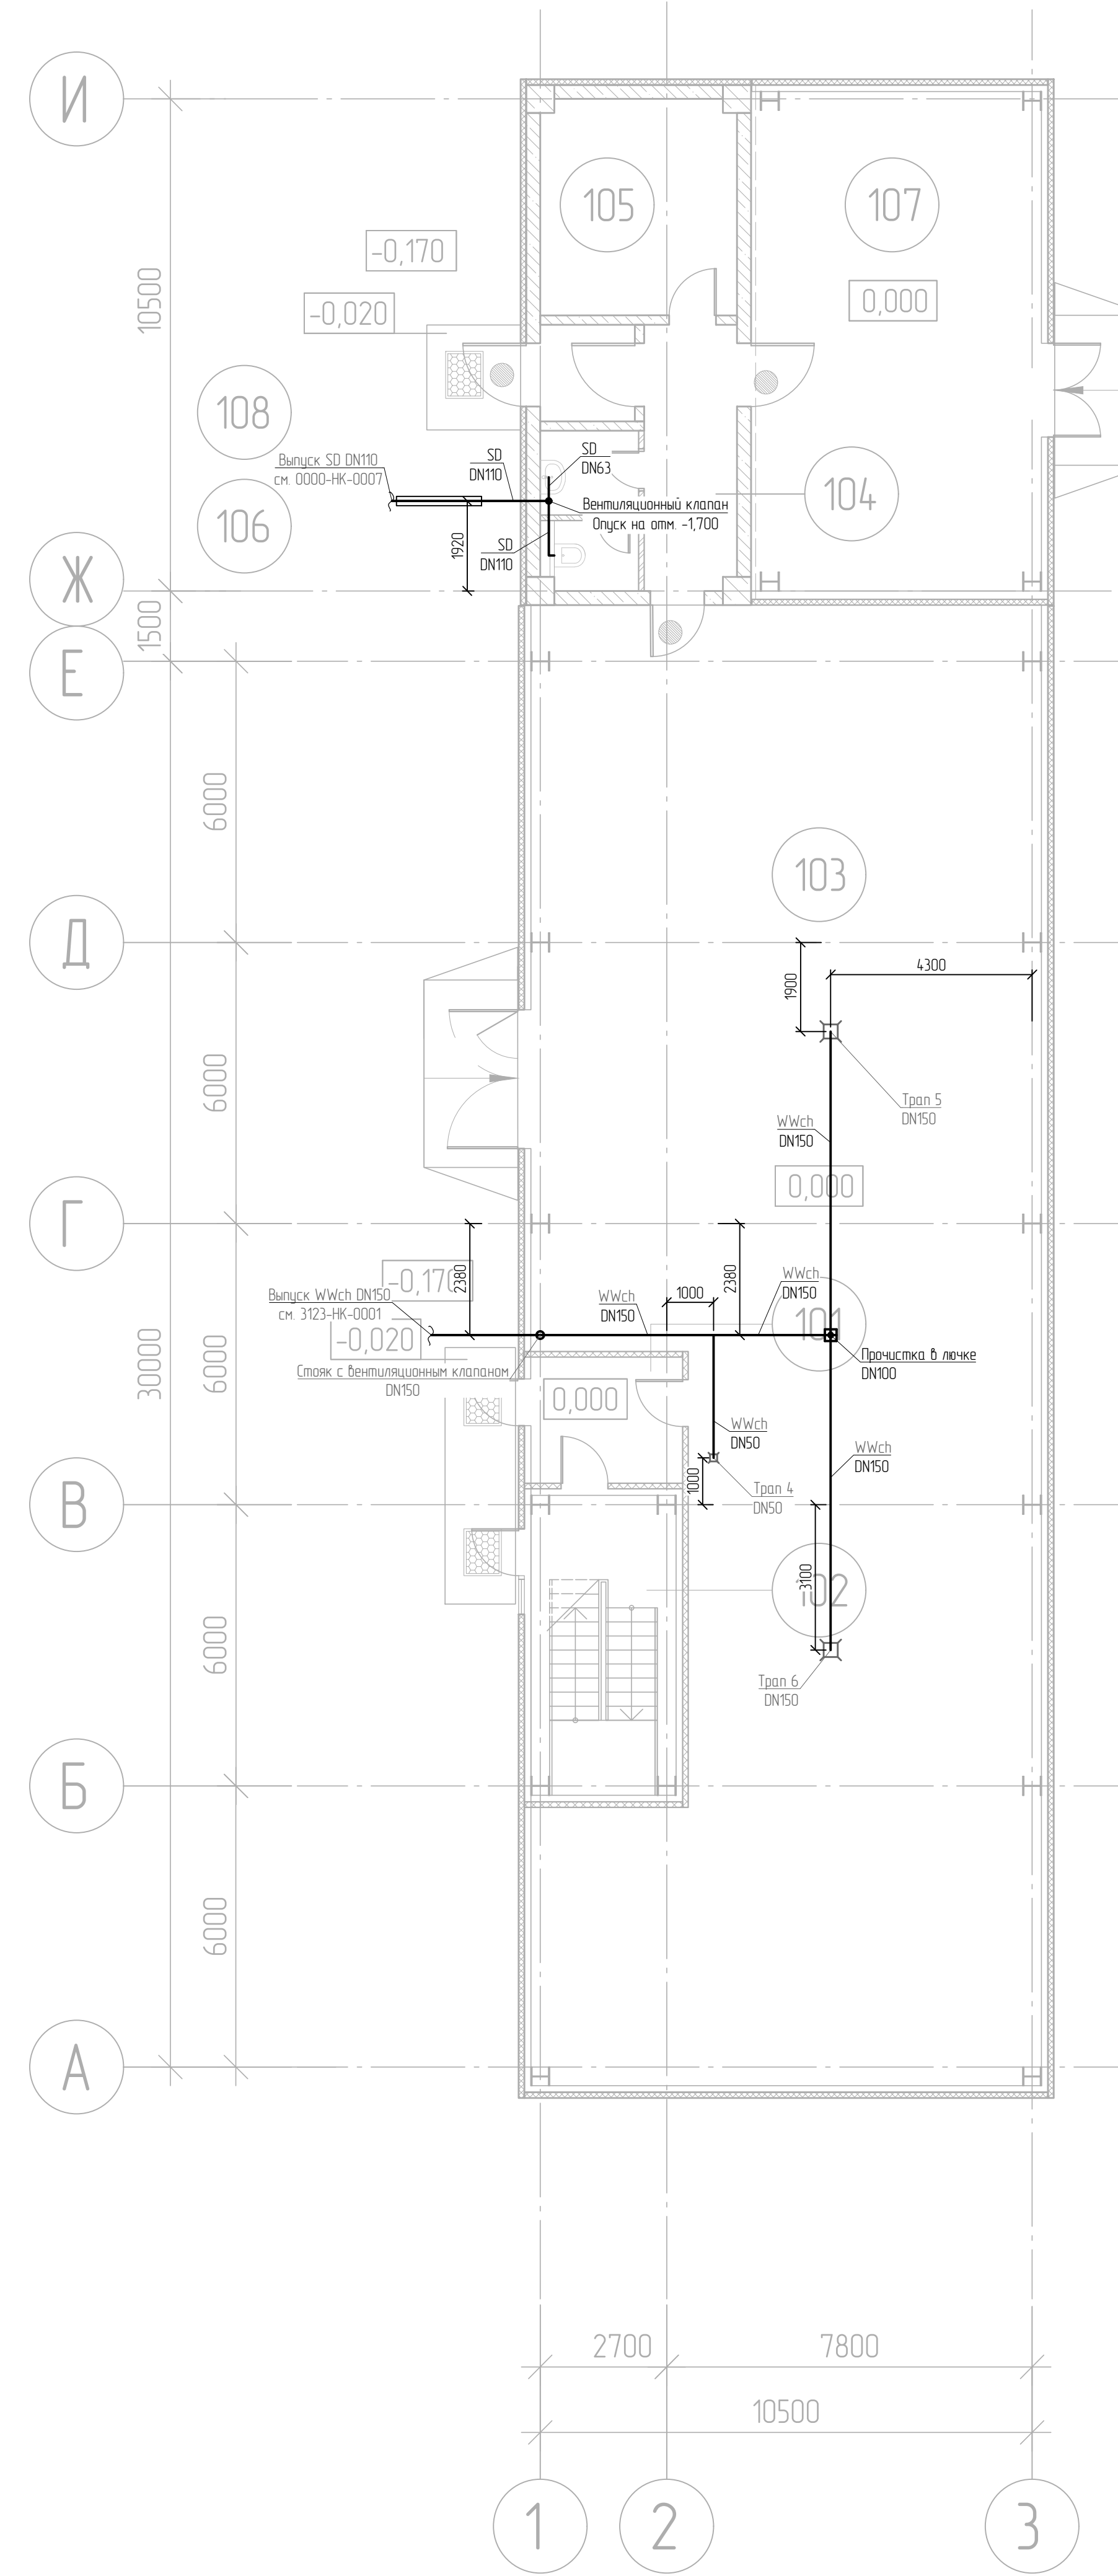 И
105
107
-0,170
10500
-0,020
0,000
108
Выпуск SD DN110
см. 0000-НК-0007
SD
DN110
SD
DN63
104
106
Вентиляционный клапан
Опуск на отм. -1,700
1920
SD
DN110
Ж
1500
Е
6000
103
Д
1900
4300
6000
Трап 5
DN150
WWch
DN150
0,000
Г
-0,170
2380
2380
WWch
DN150
1000
Выпуск WWch DN150
см. 3123-НК-0001
WWch
DN150
101
-0,020
30000
6000
Прочистка в лючке
DN100
Стояк с вентиляционным клапаном
DN150
0,000
WWch
DN50
WWch
DN150
1000
Трап 4
DN50
В
3100
102
6000
Трап 6
DN150
Б
6000
А
2700
7800
10500
1
2
3